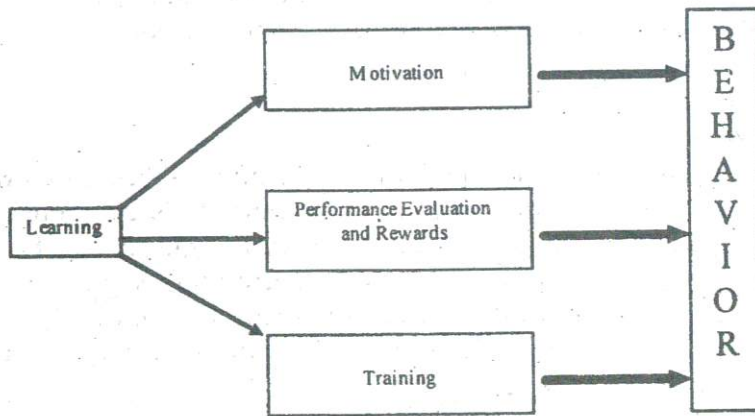 Motivation
Learning
Performance Evaluation
and Rewards
Training
B
E
H
A
V
I
O
R